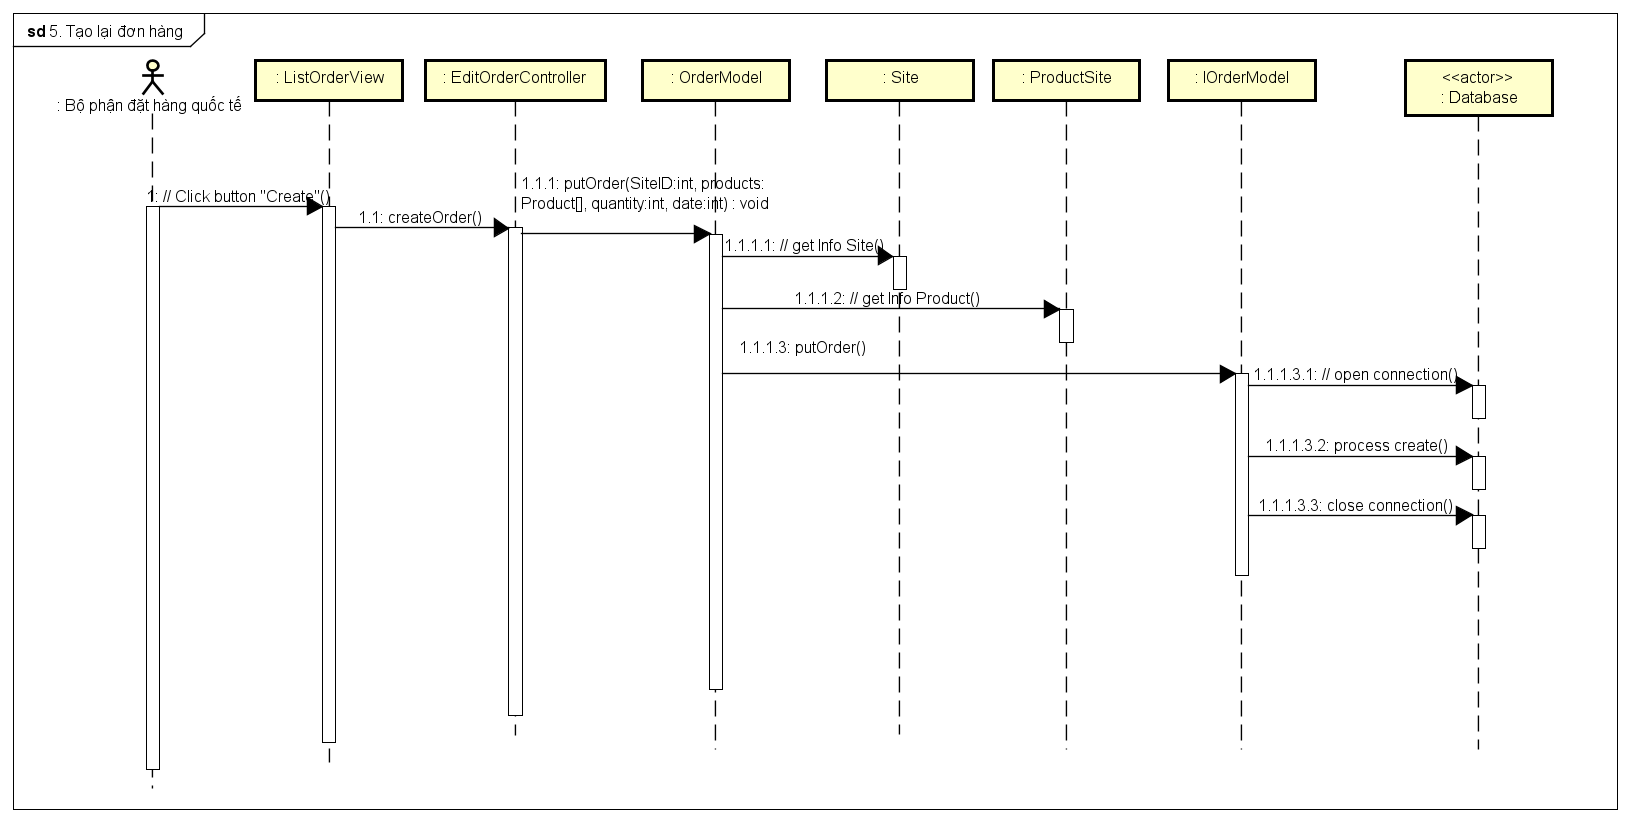 sd 5. Tạo lại đơn hàng
: Bộ phận đặt hàng quốc tế
: ListOrderView
: EditOrderController
: OrderModel
: Site
: ProductSite
: IOrderModel
<<actor>>
: Database
1: // Click button "Create"()
1.1: createOrder()
1.1.1: putOrder(SiteID:int, products:
Product[], quantity:int, date:int) : void
1.1.1.1: // get Info Site()
1.1.1.2: // get Info Product()
1.1.1.3: putOrder()
1.1.1.3.1: // open connection()
1.1.1.3.2: process create()
1.1.1.3.3: close connection()